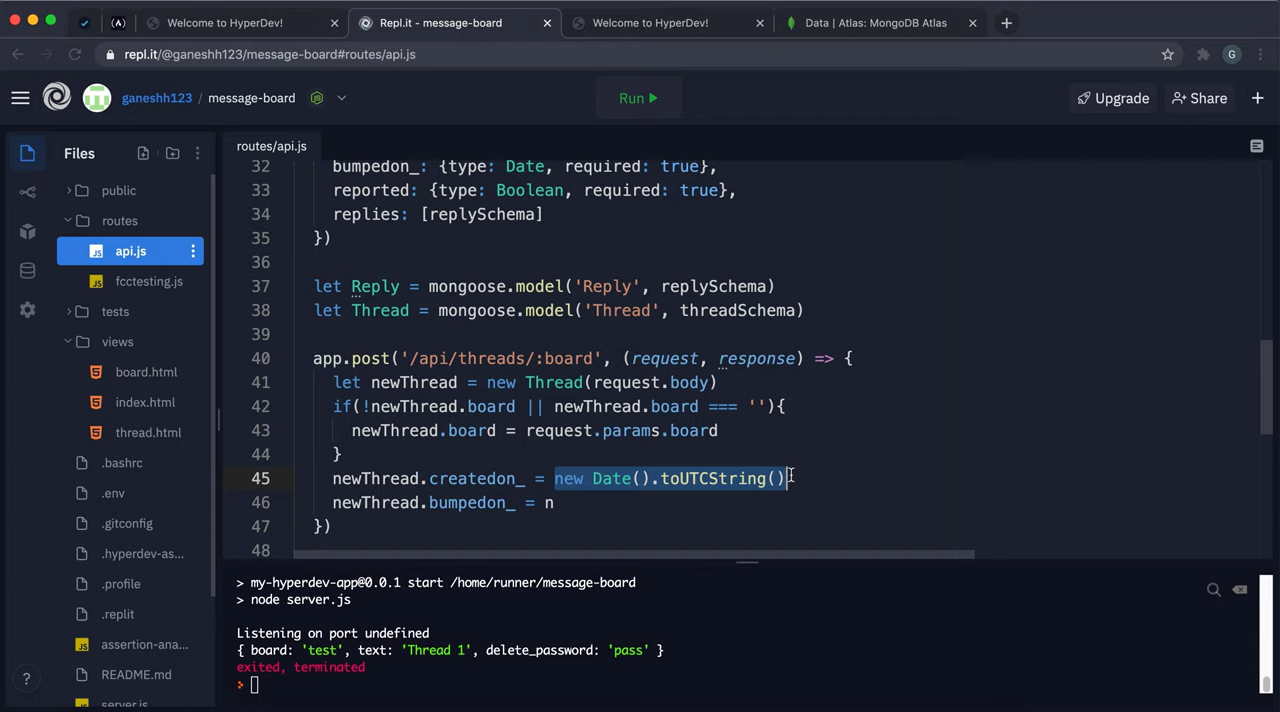 Welcome to HyperDev!
Repl.it - message-board
Welcome to HyperDev!
Data | Atlas: MongoDB Atlas
repl.it/@ganeshh123/message-board#routes/api.js
G
ganeshh123 / message-board
Run
Upgrade
Share
Files
public
routes
api.js
fcctesting.js
tests
views
board.html
index.html
thread.html
.bashrc
.env
.gitconfig
.hyperdev-as...
.profile
.replit
assertion-ana...
README.md
server.js
routes/api.js
32 bumpedon_: {type: Date, required: true},
33 reported: {type: Boolean, required: true},
34 replies: [replySchema]
35 })
36
37 let Reply = mongoose.model('Reply', replySchema)
38 let Thread = mongoose.model('Thread', threadSchema)
39
40 app.post('/api/threads/:board', (request, response) => {
41 let newThread = new Thread(request.body)
42 if(!newThread.board || newThread.board === ''){
43 newThread.board = request.params.board
44 }
45 newThread.createdon_ = new Date().toUTCString()
46 newThread.bumpedon_ = n
47 })
48
> my-hyperdev-app@0.0.1 start /home/runner/message-board
> node server.js
Listening on port undefined
{ board: 'test', text: 'Thread 1', delete_password: 'pass' }
exited, terminated
>
?